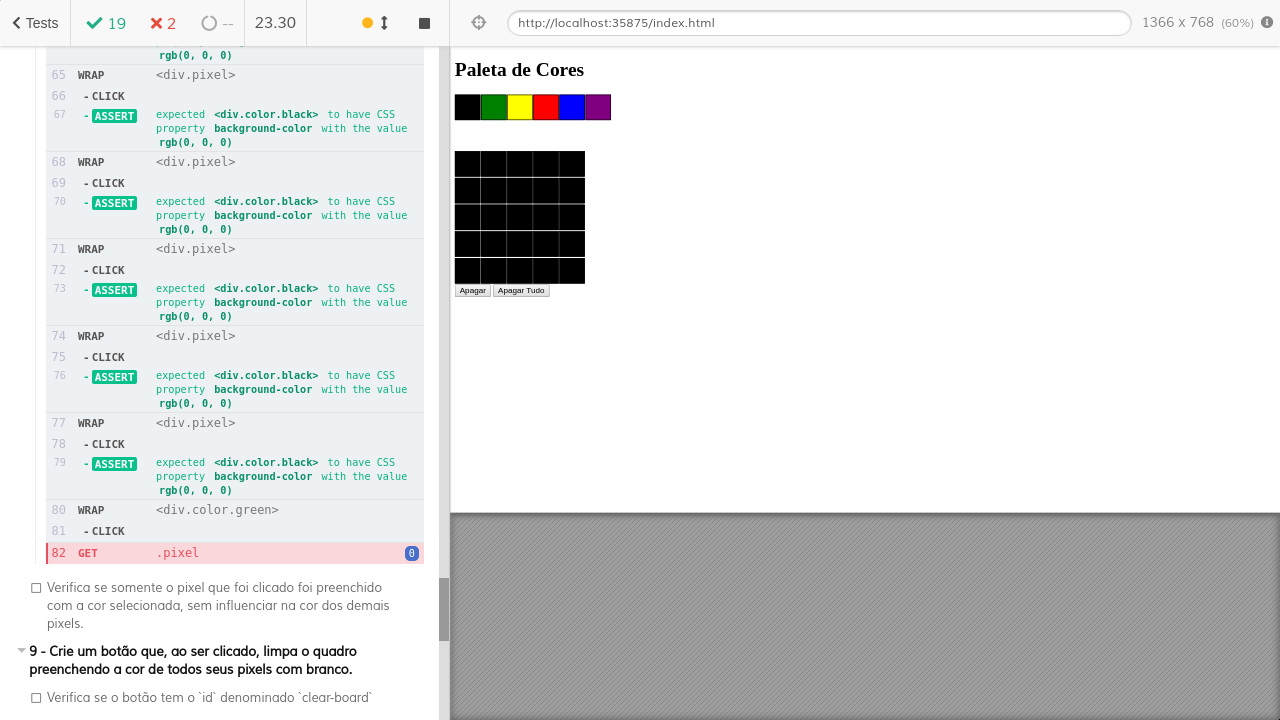 Tests 19 2 -- 23.30 http://localhost:35875/index.html 1366 x 768 (60%)
rgb(0, 0, 0)
65 WRAP <div.pixel>
66 - CLICK
67 - ASSERT expected <div.color.black> to have CSS
property background-color with the value
rgb(0, 0, 0)
68 WRAP <div.pixel>
69 - CLICK
70 - ASSERT expected <div.color.black> to have CSS
property background-color with the value
rgb(0, 0, 0)
71 WRAP <div.pixel>
72 - CLICK
73 - ASSERT expected <div.color.black> to have CSS
property background-color with the value
rgb(0, 0, 0)
74 WRAP <div.pixel>
75 - CLICK
76 - ASSERT expected <div.color.black> to have CSS
property background-color with the value
rgb(0, 0, 0)
77 WRAP <div.pixel>
78 - CLICK
79 - ASSERT expected <div.color.black> to have CSS
property background-color with the value
rgb(0, 0, 0)
80 WRAP <div.color.green>
81 - CLICK
82 GET .pixel 0
Verifica se somente o pixel que foi clicado foi preenchido
com a cor selecionada, sem influenciar na cor dos demais
pixels.
9 - Crie um botão que, ao ser clicado, limpa o quadro
preenchendo a cor de todos seus pixels com branco.
Verifica se o botão tem o `id` denominado `clear-board`
Paleta de Cores
Apagar Apagar Tudo